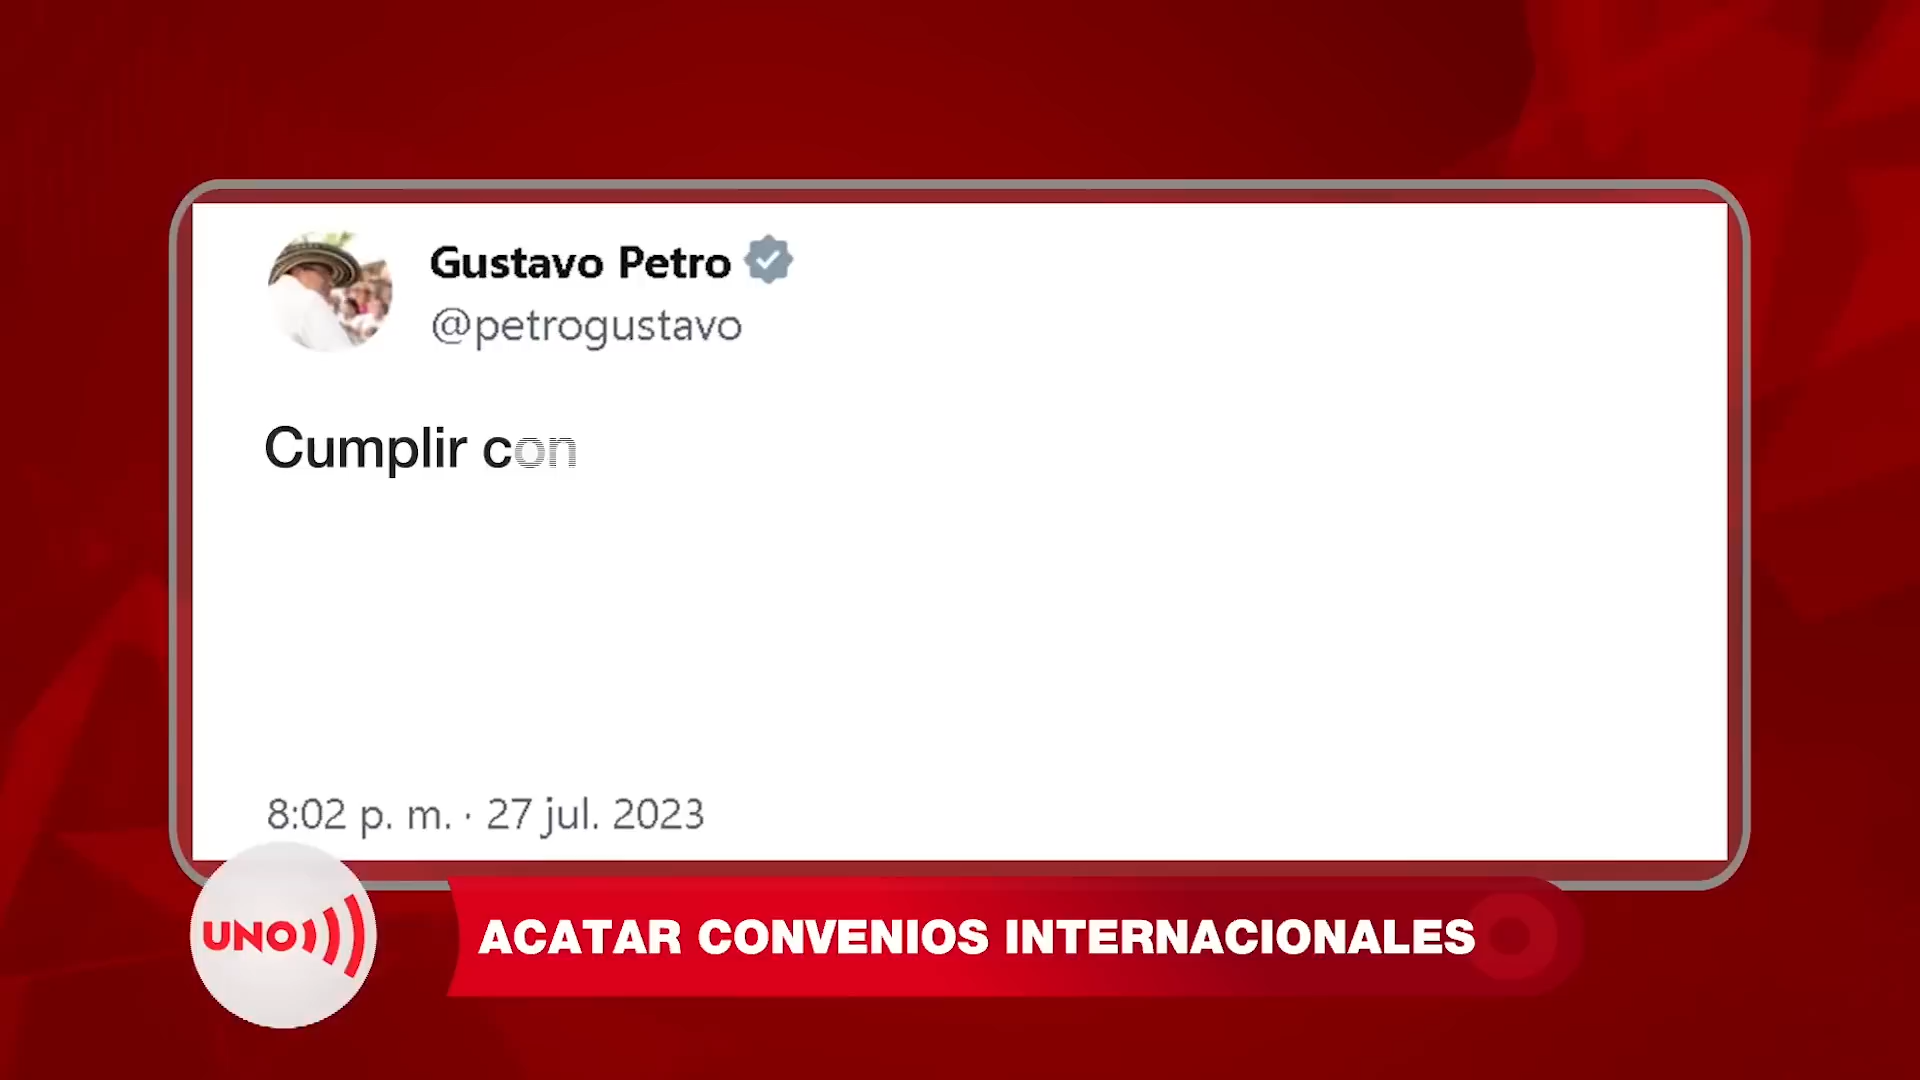 Gustavo Petro
@petrogustavo
Cumplir con
8:02 p. m. · 27 jul. 2023
UNO
ACATAR CONVENIOS INTERNACIONALES